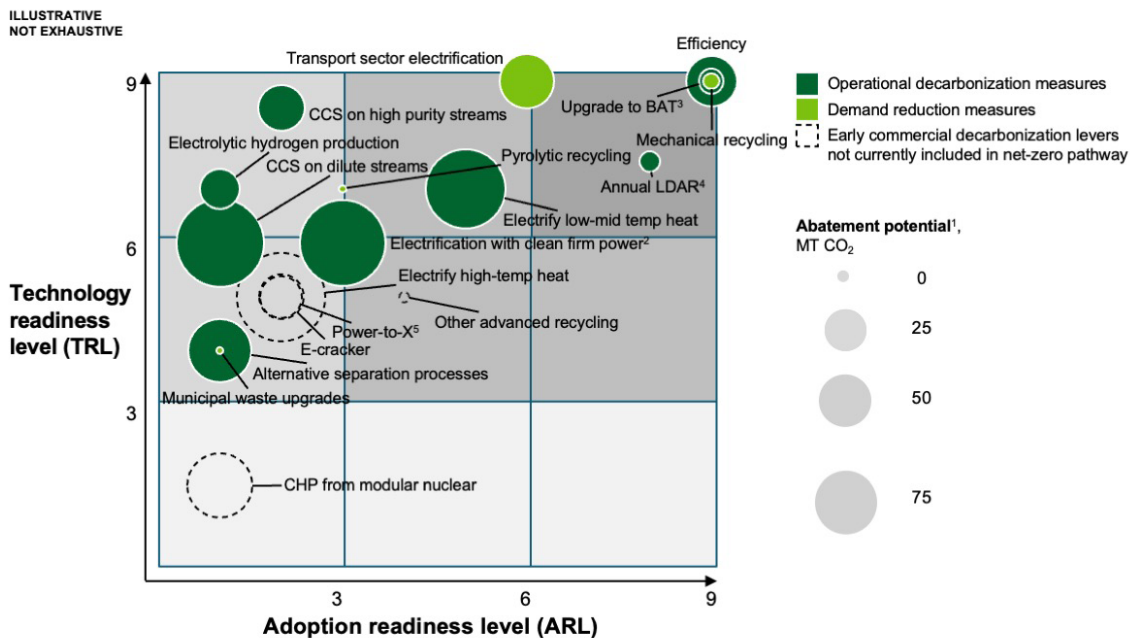 ILLUSTRATIVE
NOT EXHAUSTIVE
Efficiency
Transport sector electrification
9
Operational decarbonization measures
CCS on high purity streams
Upgrade to BAT³
Demand reduction measures
Electrolytic hydrogen production
Mechanical recycling
Early commercial decarbonization levers
not currently included in net-zero pathway
CCS on dilute streams
Pyrolytic recycling
Annual LDAR⁴
Electrify low-mid temp heat
Abatement potential¹,
MT CO₂
6
Electrification with clean firm power²
0
Electrify high-temp heat
Technology
readiness
level (TRL)
Other advanced recycling
Power-to-X⁵
25
E-cracker
Alternative separation processes
Municipal waste upgrades
50
3
CHP from modular nuclear
75
3
6
9
Adoption readiness level (ARL)